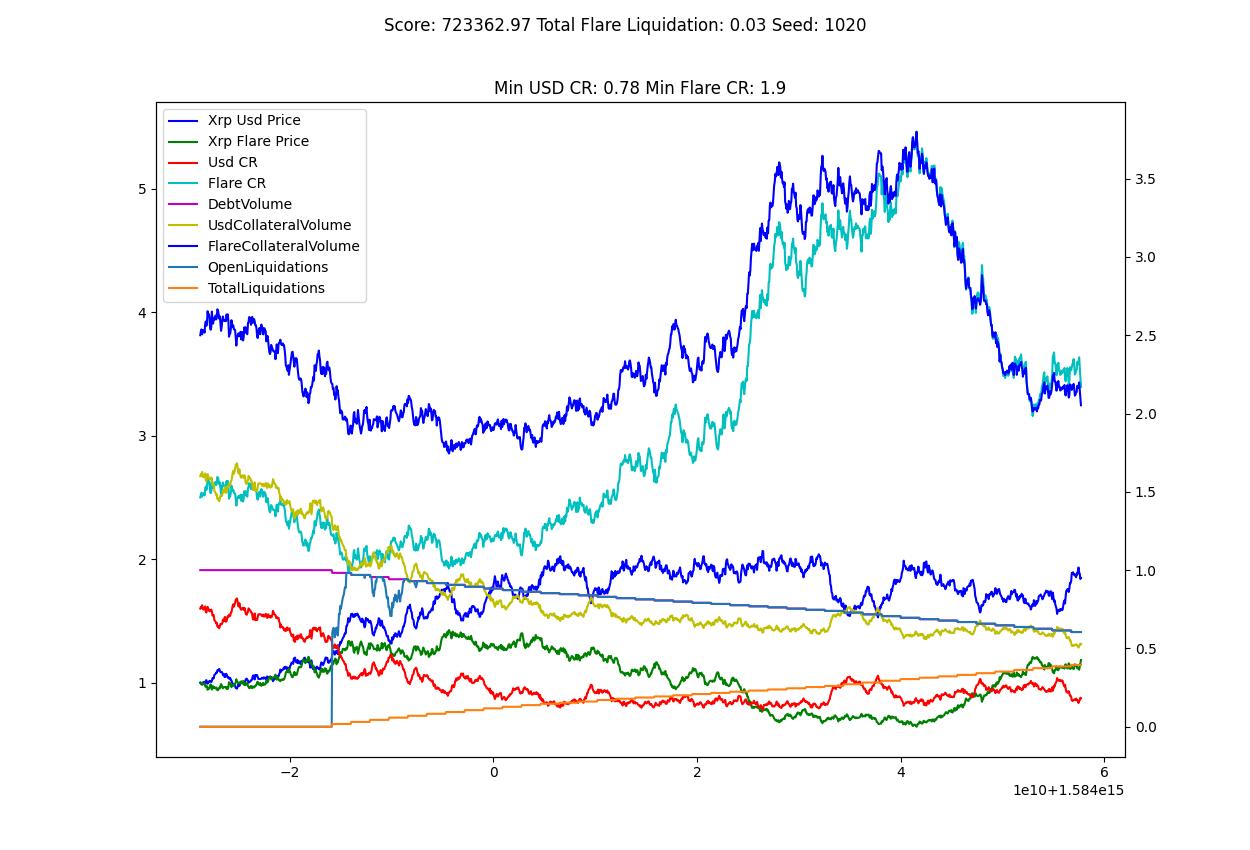 Score: 723362.97 Total Flare Liquidation: 0.03 Seed: 1020
Min USD CR: 0.78 Min Flare CR: 1.9
Xrp Usd Price
Xrp Flare Price
Usd CR
Flare CR
DebtVolume
UsdCollateralVolume
FlareCollateralVolume
OpenLiquidations
TotalLiquidations
5
4
3
2
1
3.5
3.0
2.5
2.0
1.5
1.0
0.5
0.0
−2
0
2
4
6
1e10+1.584e15